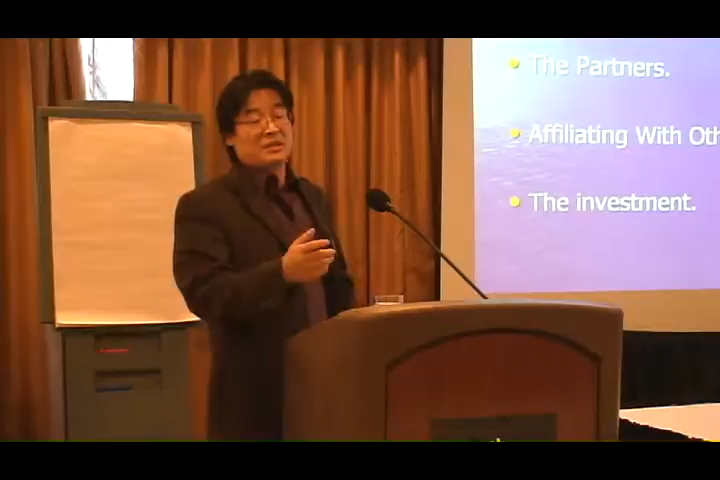 The Partners.
Affiliating With Oth
The investment.